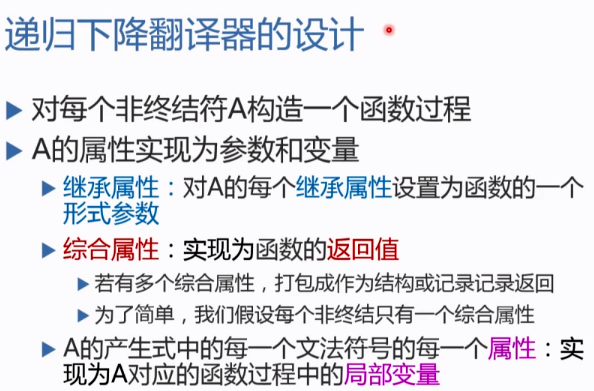 递归下降翻译器的设计
对每个非终结符A构造一个函数过程
A的属性实现为参数和变量
继承属性：对A的每个继承属性设置为函数的一个
形式参数
综合属性：实现为函数的返回值
若有多个综合属性，打包成作为结构或记录记录返回
为了简单，我们假设每个非终结只有一个综合属性
A的产生式中的每一个文法符号的每一个属性：实
现为A对应的函数过程中的局部变量